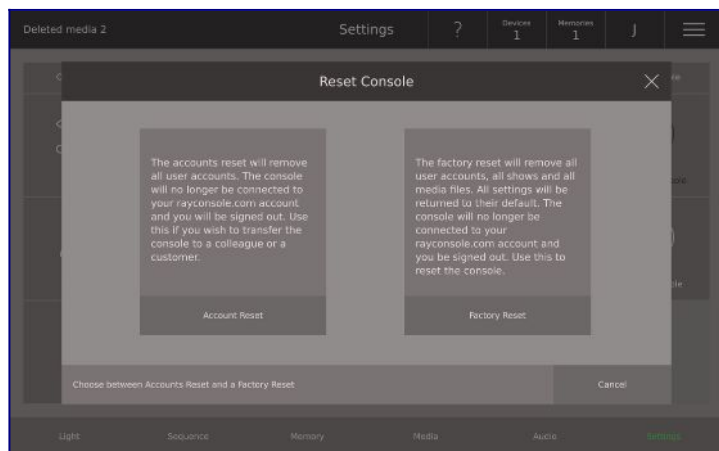 Deleted media 2
Settings
?
Devices
1
Memories
1
J
Reset Console
The accounts reset will remove
all user accounts. The console
will no longer be connected to
your rayconsole.com account
and you will be signed out. Use
this if you wish to transfer the
console to a colleague or a
customer.
Account Reset
The factory reset will remove all
user accounts, all shows and all
media files. All settings will be
returned to their default. The
console will no longer be
connected to your
rayconsole.com account and
you be signed out. Use this to
reset the console.
Factory Reset
Choose between Accounts Reset and a Factory Reset
Cancel
Light
Sequence
Memory
Media
Audio
Settings